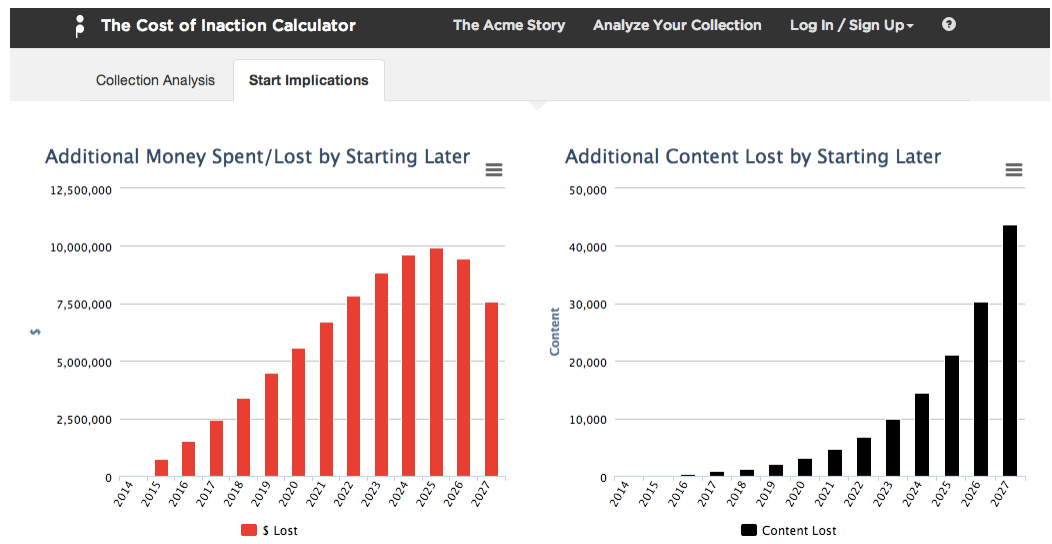 The Cost of Inaction Calculator The Acme Story Analyze Your Collection Log In / Sign Up ?
Collection Analysis Start Implications
Additional Money Spent/Lost by Starting Later
12,500,000
10,000,000
7,500,000
5,000,000
2,500,000
0
$
2014 2015 2016 2017 2018 2019 2020 2021 2022 2023 2024 2025 2026 2027
$ Lost
Additional Content Lost by Starting Later
50,000
40,000
30,000
20,000
10,000
0
Content
2014 2015 2016 2017 2018 2019 2020 2021 2022 2023 2024 2025 2026 2027
Content Lost